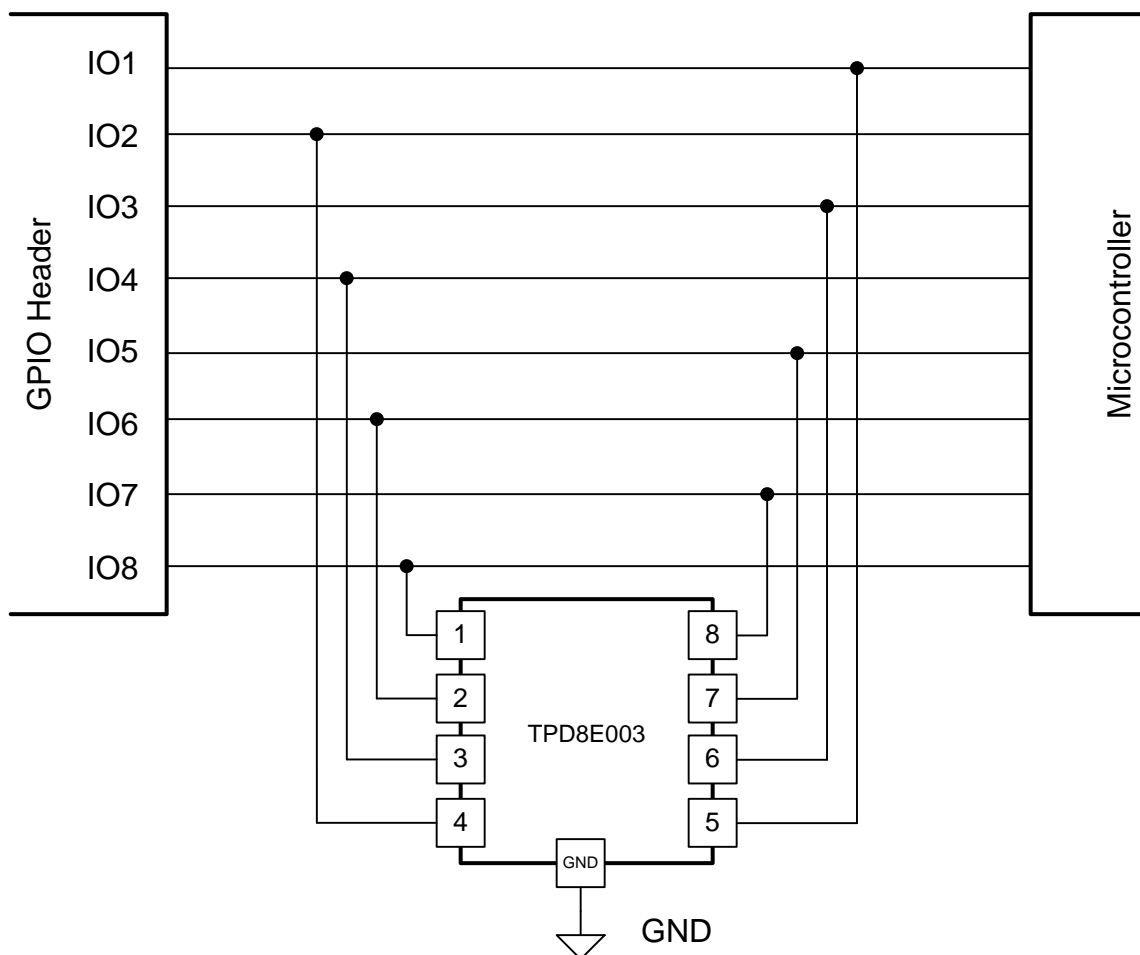 GPIO Header
IO1
IO2
IO3
IO4
IO5
IO6
IO7
IO8
Microcontroller
1
2
3
4
TPD8E003
8
7
6
5
GND
GND